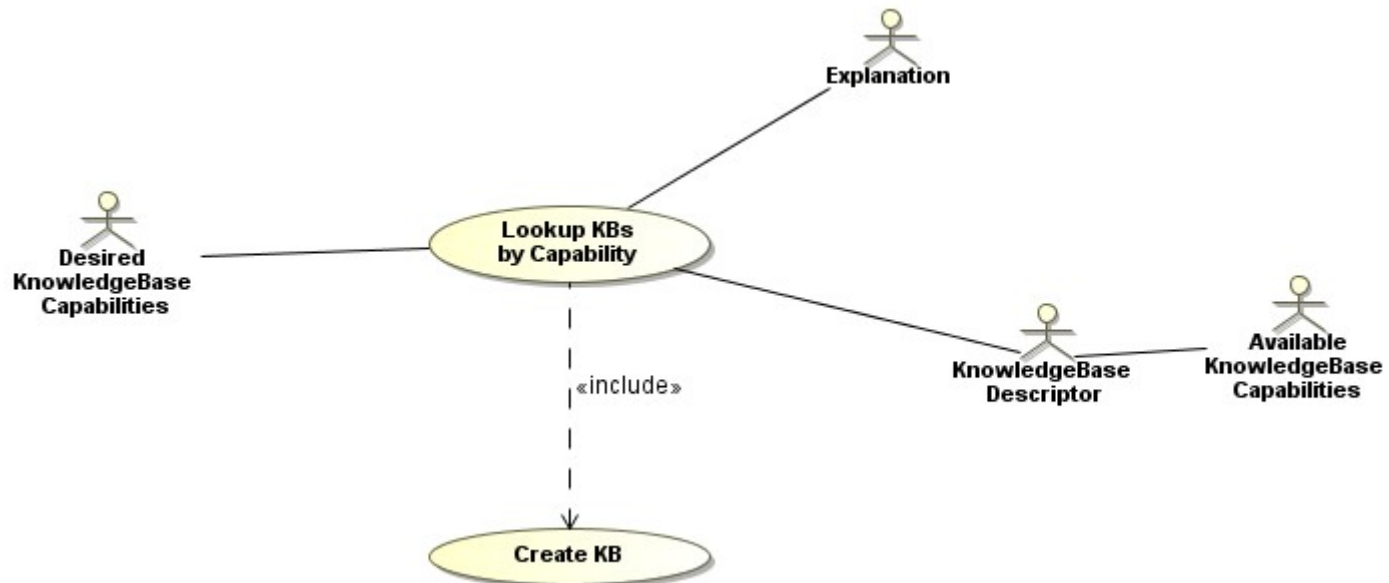 Explanation
Lookup KBs
by Capability
Desired
KnowledgeBase
Capabilities
KnowledgeBase
Descriptor
Available
KnowledgeBase
Capabilities
«include»
Create KB